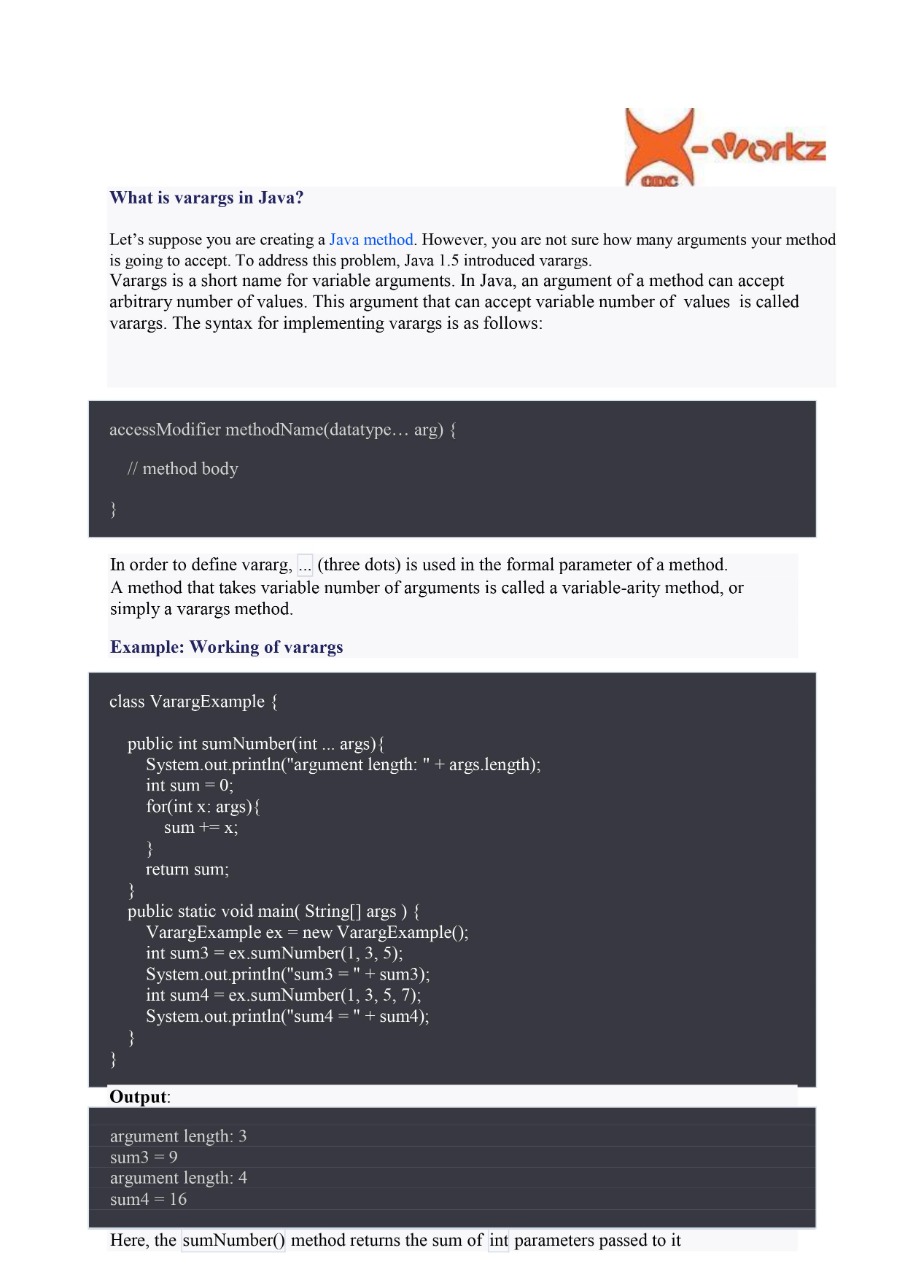 X-workz
ODC
What is varargs in Java?
Let’s suppose you are creating a Java method. However, you are not sure how many arguments your method
is going to accept. To address this problem, Java 1.5 introduced varargs.
Varargs is a short name for variable arguments. In Java, an argument of a method can accept
arbitrary number of values. This argument that can accept variable number of  values  is called
varargs. The syntax for implementing varargs is as follows:
accessModifier methodName(datatype… arg) {
// method body
}
In order to define vararg, ... (three dots) is used in the formal parameter of a method.
A method that takes variable number of arguments is called a variable-arity method, or
simply a varargs method.
Example: Working of varargs
class VarargExample {
public int sumNumber(int ... args){
System.out.println("argument length: " + args.length);
int sum = 0;
for(int x: args){
sum += x;
}
return sum;
}
public static void main( String[] args ) {
VarargExample ex = new VarargExample();
int sum3 = ex.sumNumber(1, 3, 5);
System.out.println("sum3 = " + sum3);
int sum4 = ex.sumNumber(1, 3, 5, 7);
System.out.println("sum4 = " + sum4);
}
}
Output:
argument length: 3
sum3 = 9
argument length: 4
sum4 = 16
Here, the sumNumber() method returns the sum of int parameters passed to it